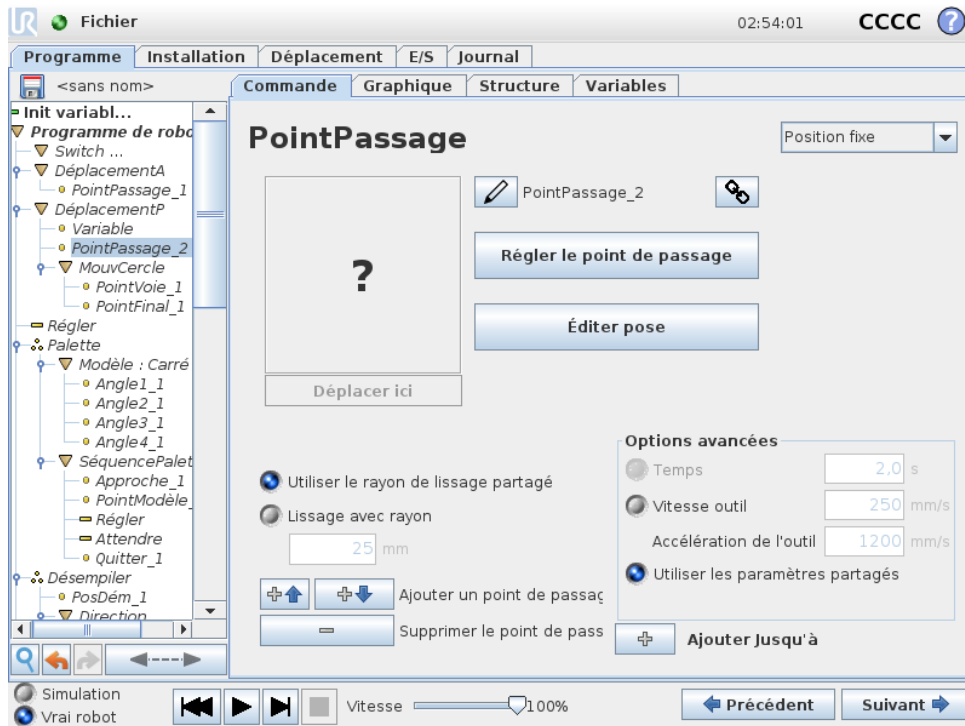 UR Fichier 02:54:01 CCCC ?
Programme Installation Déplacement E/S Journal
<sans nom>
Commande Graphique Structure Variables
Init variabl...
Programme de robo
Switch ...
DéplacementA
PointPassage_1
DéplacementP
Variable
PointPassage_2
MouvCercle
PointVoie_1
PointFinal_1
Régler
Palette
Modèle : Carré
Angle1_1
Angle2_1
Angle3_1
Angle4_1
SéquencePalet
Approche_1
PointModèle_
Régler
Attendre
Quitter_1
Désempiler
PosDém_1
Direction
PointPassage
Position fixe
?
Déplacer ici
PointPassage_2
Régler le point de passage
Éditer pose
Utiliser le rayon de lissage partagé
Lissage avec rayon
25 mm
Ajouter un point de passag
Supprimer le point de pass
Options avancées
Temps 2,0 s
Vitesse outil 250 mm/s
Accélération de l'outil 1200 mm/s
Utiliser les paramètres partagés
Ajouter Jusqu'à
Simulation
Vrai robot
Vitesse 100%
Précédent
Suivant